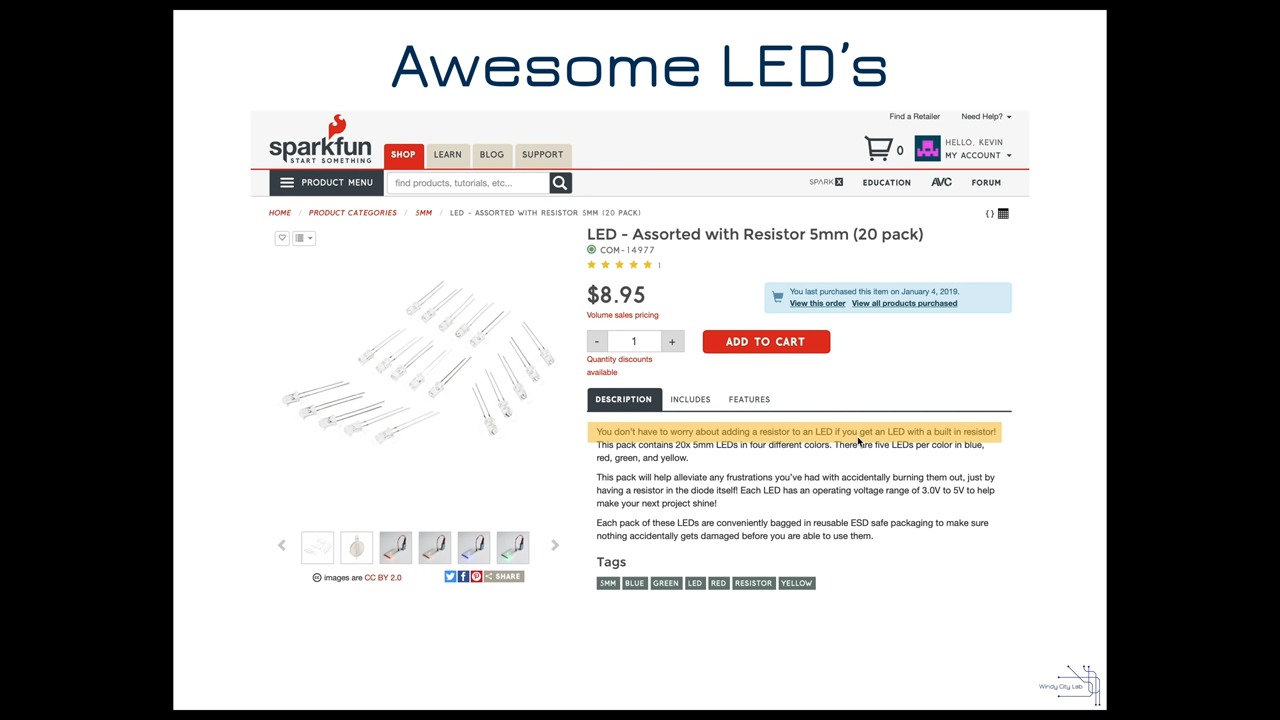 Awesome LED's
Find a Retailer Need Help?
sparkfun
START SOMETHING
SHOP LEARN BLOG SUPPORT
0
HELLO, KEVIN
MY ACCOUNT
PRODUCT MENU
find products, tutorials, etc...
SPARK X EDUCATION AVC FORUM
HOME / PRODUCT CATEGORIES / 5MM / LED - ASSORTED WITH RESISTOR 5MM (20 PACK)
{ }
LED - Assorted with Resistor 5mm (20 pack)
COM-14977
1
$8.95
You last purchased this item on January 4, 2019.
View this order View all products purchased
Volume sales pricing
- 1 +
ADD TO CART
Quantity discounts
available
DESCRIPTION INCLUDES FEATURES
You don't have to worry about adding a resistor to an LED if you get an LED with a built in resistor!
This pack contains 20x 5mm LEDs in four different colors. There are five LEDs per color in blue,
red, green, and yellow.
This pack will help alleviate any frustrations you've had with accidentally burning them out, just by
having a resistor in the diode itself! Each LED has an operating voltage range of 3.0V to 5V to help
make your next project shine!
Each pack of these LEDs are conveniently bagged in reusable ESD safe packaging to make sure
nothing accidentally gets damaged before you are able to use them.
Tags
5MM BLUE GREEN LED RED RESISTOR YELLOW
cc images are CC BY 2.0
SHARE
Windy City Lab